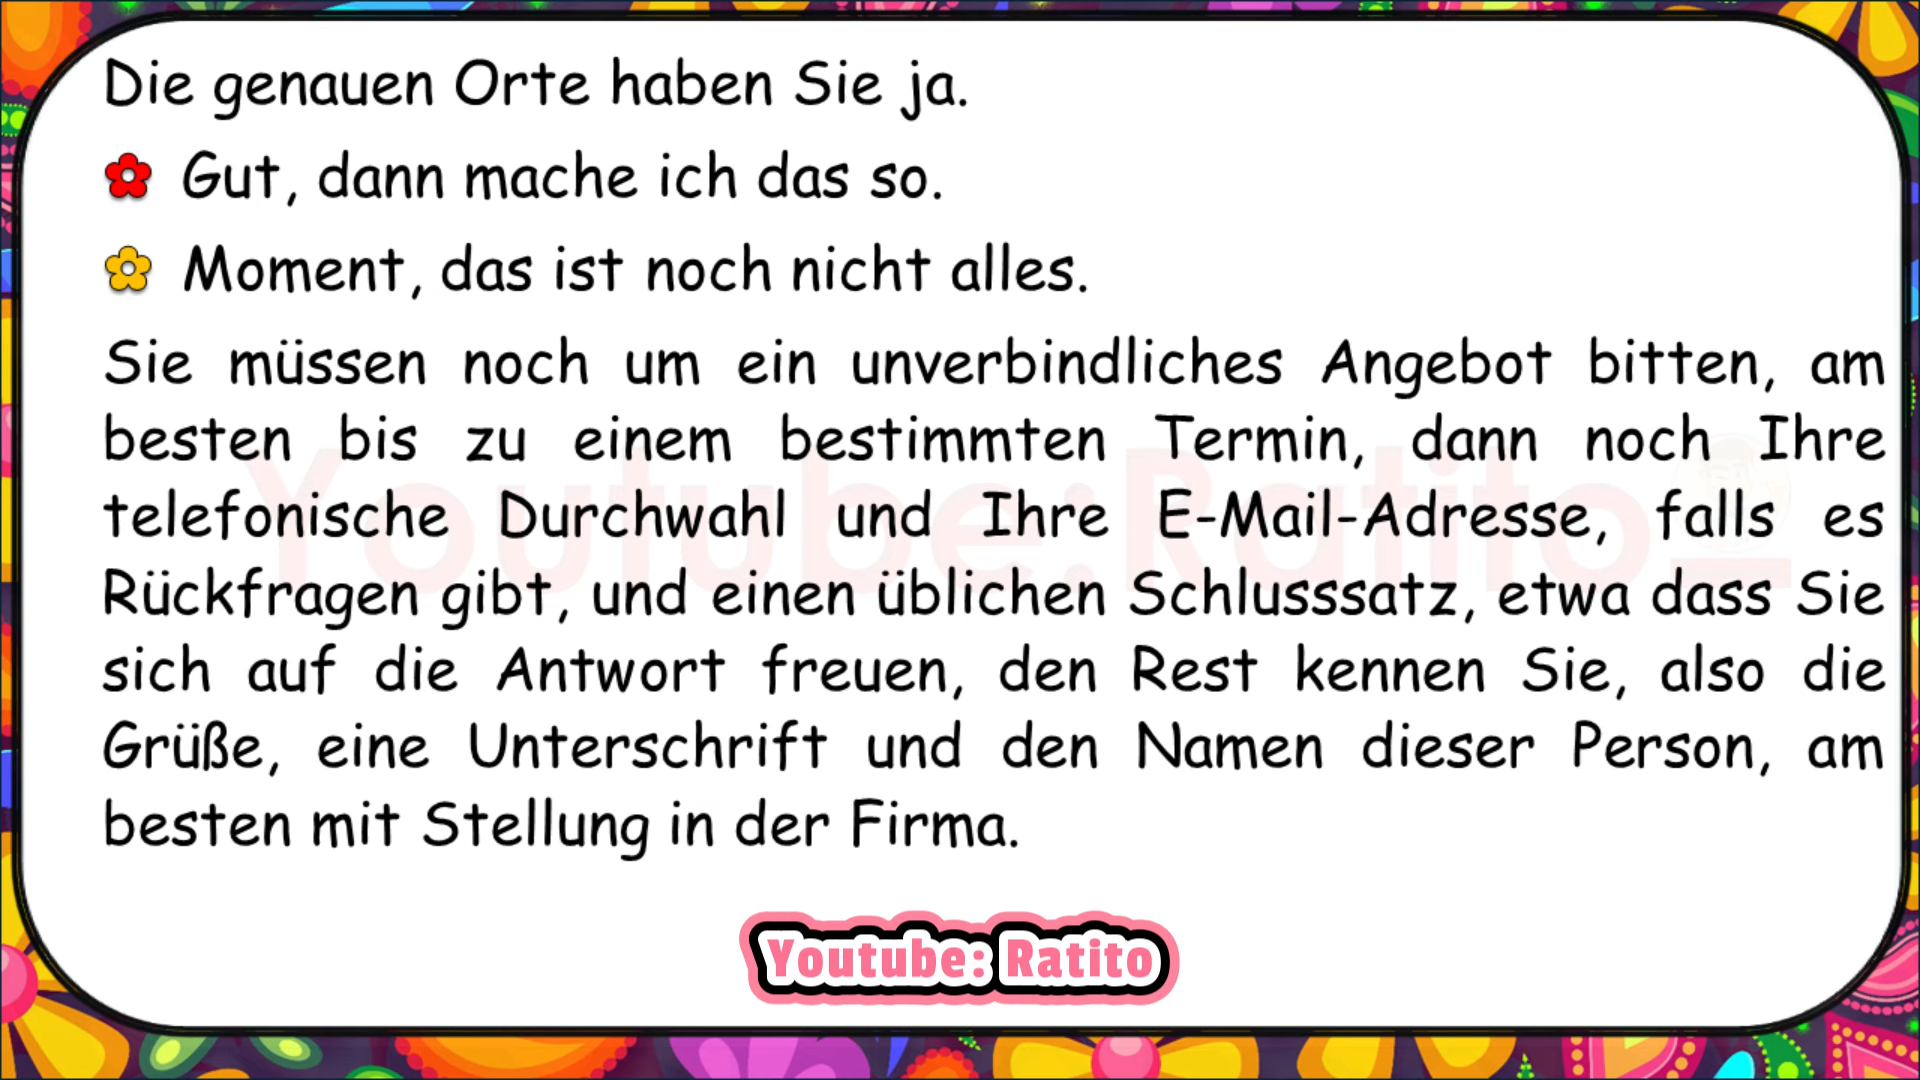 Die genauen Orte haben Sie ja.
Gut, dann mache ich das so.
Moment, das ist noch nicht alles.
Sie müssen noch um ein unverbindliches Angebot bitten, am
besten bis zu einem bestimmten Termin, dann noch Ihre
telefonische Durchwahl und Ihre E-Mail-Adresse, falls es
Rückfragen gibt, und einen üblichen Schlusssatz, etwa dass Sie
sich auf die Antwort freuen, den Rest kennen Sie, also die
Grüße, eine Unterschrift und den Namen dieser Person, am
besten mit Stellung in der Firma.
Youtube: Ratito
Youtube: Ratito